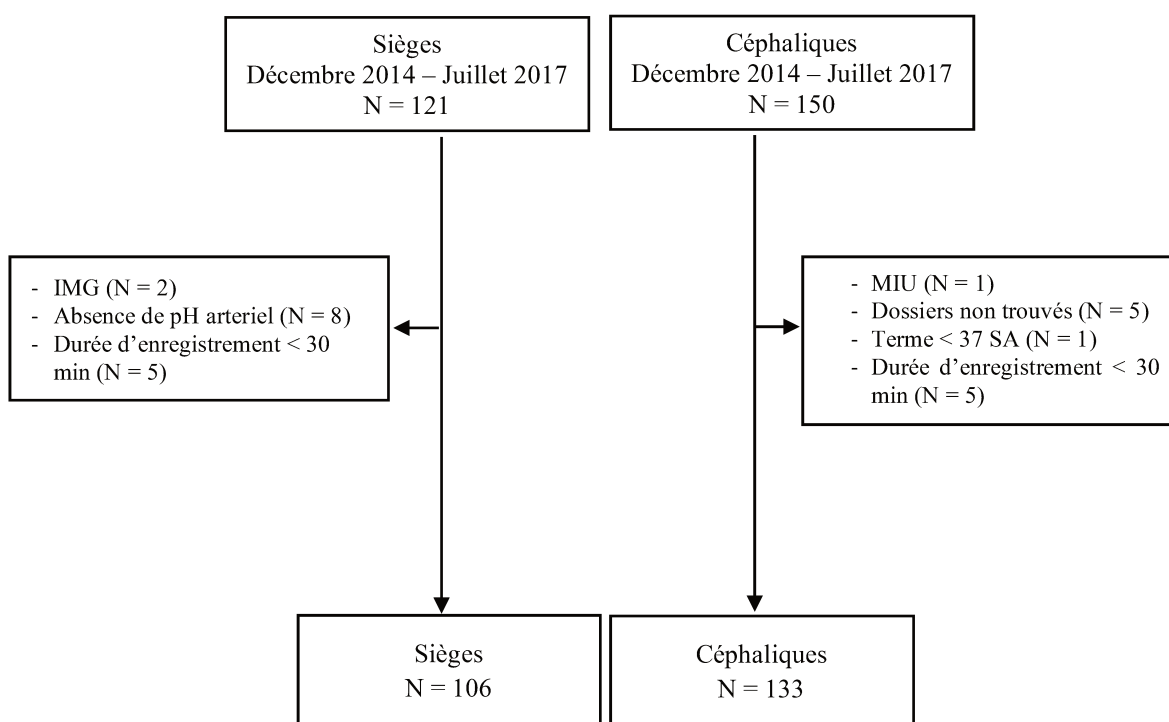 Sièges
Décembre 2014 – Juillet 2017
N = 121
Céphaliques
Décembre 2014 – Juillet 2017
N = 150
- IMG (N = 2)
- Absence de pH arteriel (N = 8)
- Durée d’enregistrement < 30
min (N = 5)
- MIU (N = 1)
- Dossiers non trouvés (N = 5)
- Terme < 37 SA (N = 1)
- Durée d’enregistrement < 30
min (N = 5)
Sièges
N = 106
Céphaliques
N = 133